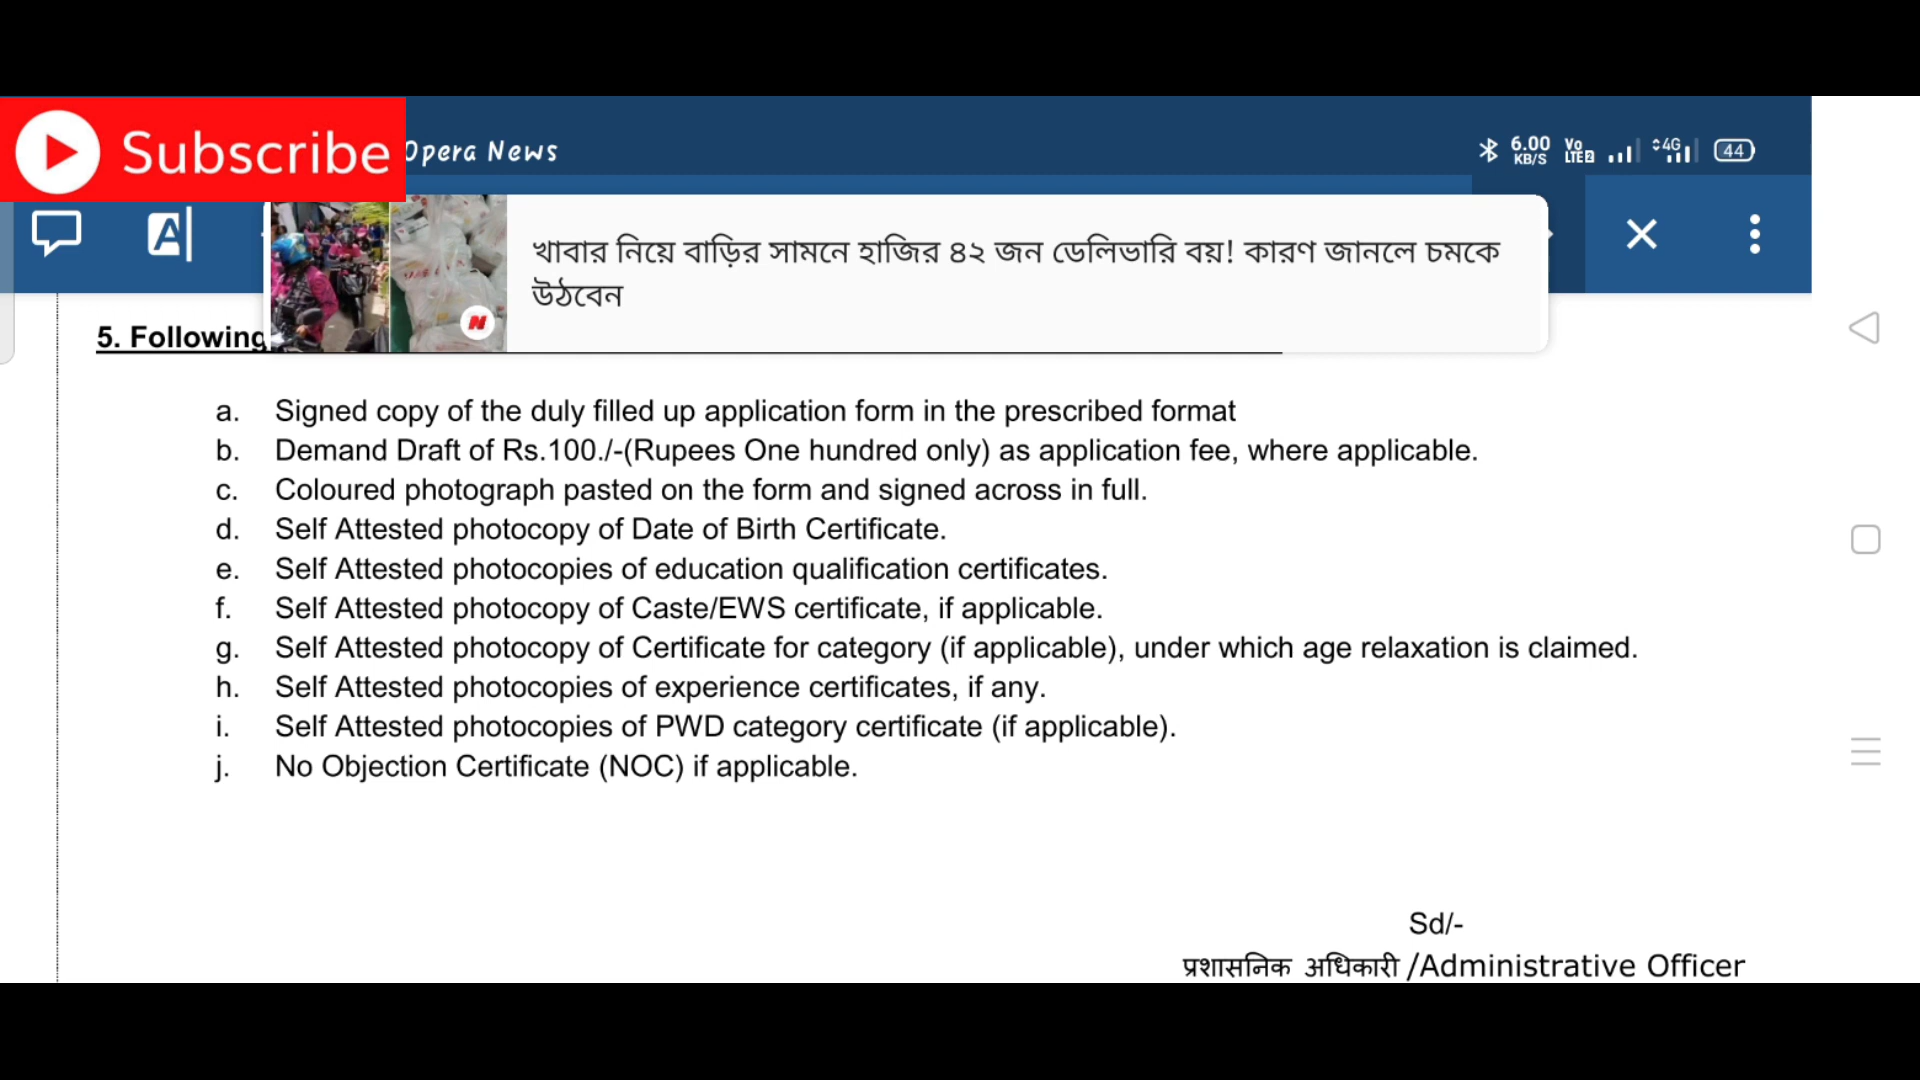 Subscribe
Opera News
6.00 KB/S
Vo LTE2
4G
44
খাবার নিয়ে বাড়ির সামনে হাজির ৪২ জন ডেলিভারি বয়! কারণ জানলে চমকে
উঠবেন
5. Following
a. Signed copy of the duly filled up application form in the prescribed format
b. Demand Draft of Rs.100./-(Rupees One hundred only) as application fee, where applicable.
c. Coloured photograph pasted on the form and signed across in full.
d. Self Attested photocopy of Date of Birth Certificate.
e. Self Attested photocopies of education qualification certificates.
f. Self Attested photocopy of Caste/EWS certificate, if applicable.
g. Self Attested photocopy of Certificate for category (if applicable), under which age relaxation is claimed.
h. Self Attested photocopies of experience certificates, if any.
i. Self Attested photocopies of PWD category certificate (if applicable).
j. No Objection Certificate (NOC) if applicable.
Sd/-
प्रशासनिक अधिकारी /Administrative Officer